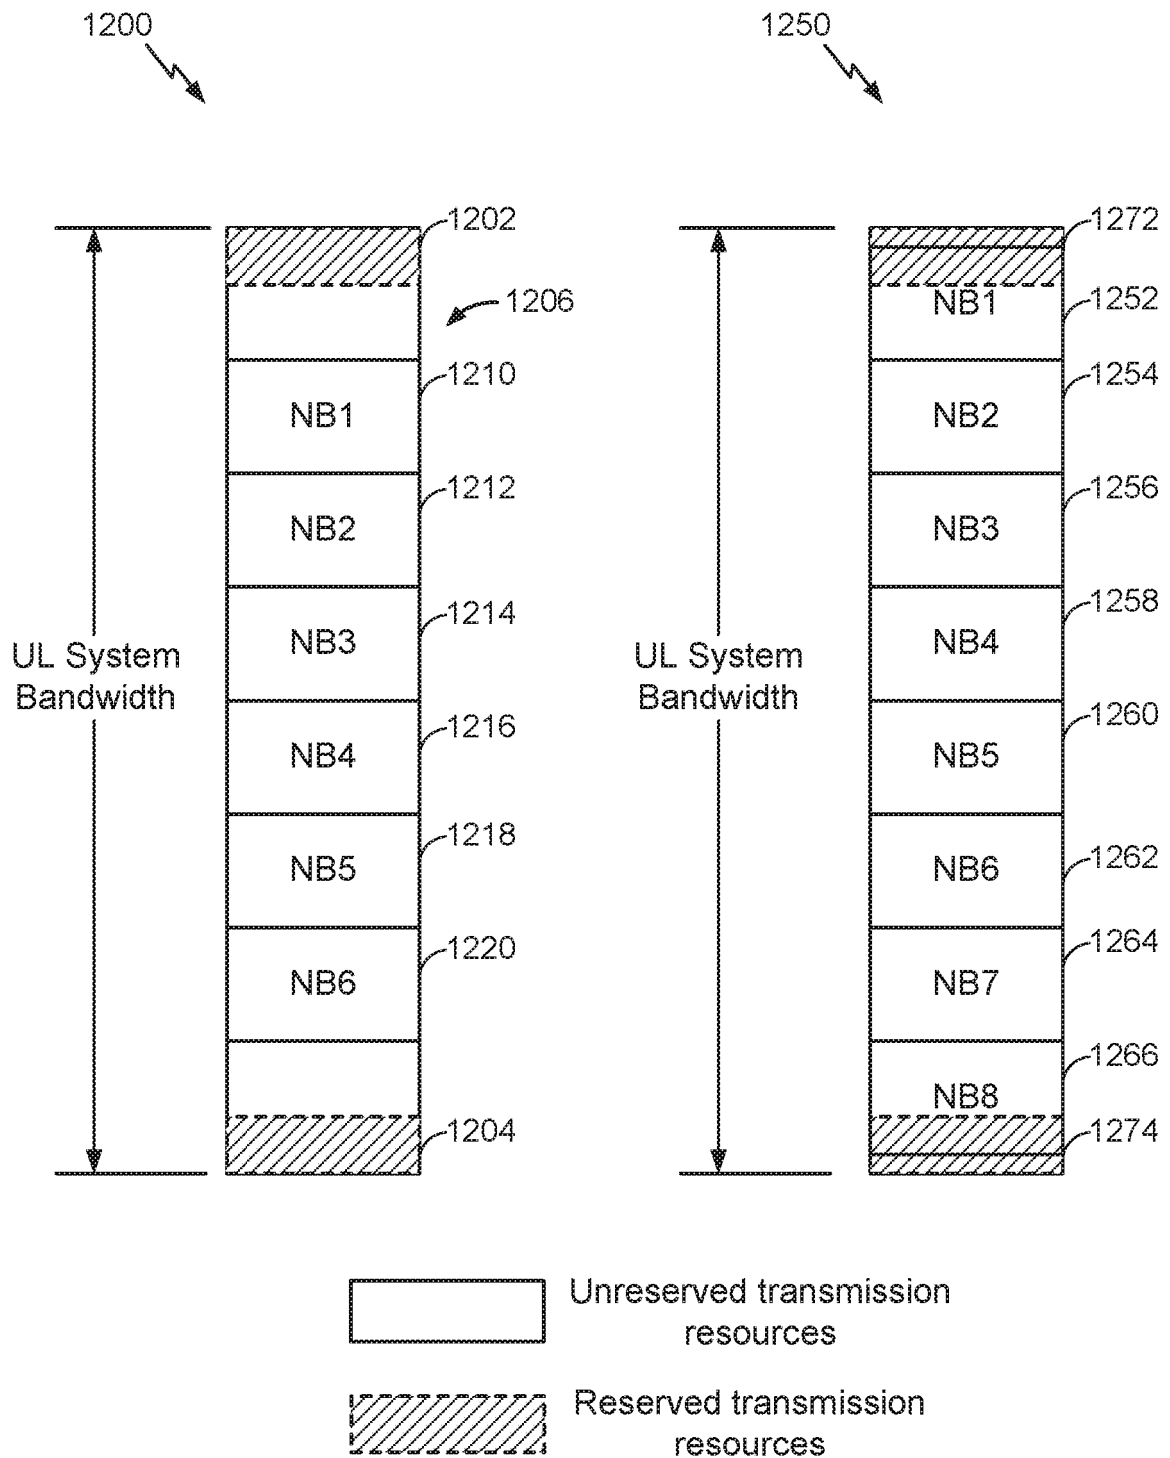 1200
1250
1202
1206
1210
NB1
1212
NB2
1214
NB3
UL System
Bandwidth
1216
NB4
1218
NB5
1220
NB6
1204
1272
1252
NB1
1254
NB2
1256
NB3
1258
NB4
UL System
Bandwidth
1260
NB5
1262
NB6
1264
NB7
1266
NB8
1274
Unreserved transmission
resources
Reserved transmission
resources